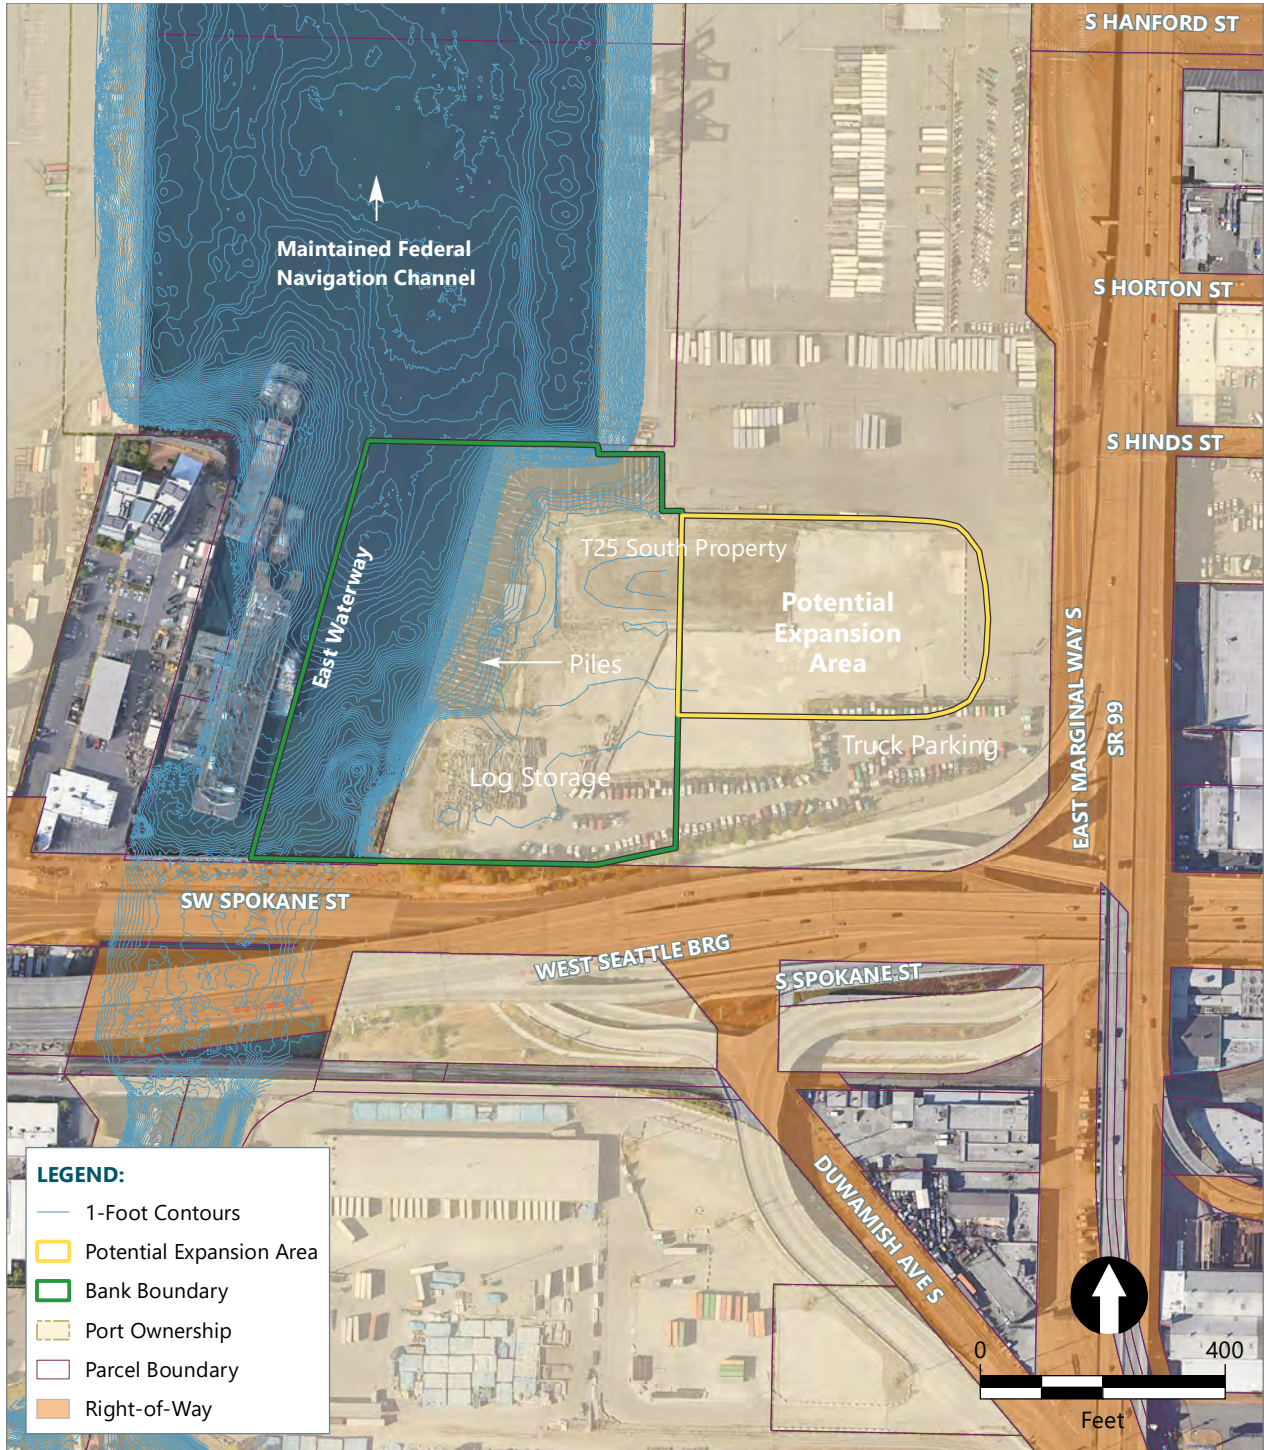 S HANFORD ST
Maintained Federal
Navigation Channel
S HORTON ST
S HINDS ST
T25 South Property
Potential
Expansion
Area
East Waterway
Piles
EAST MARGINAL WAY S
SR 99
Truck Parking
Log Storage
SW SPOKANE ST
WEST SEATTLE BRG
S SPOKANE ST
DUWAMISH AVE S
LEGEND:
1-Foot Contours
Potential Expansion Area
Bank Boundary
Port Ownership
Parcel Boundary
Right-of-Way
0 400
Feet